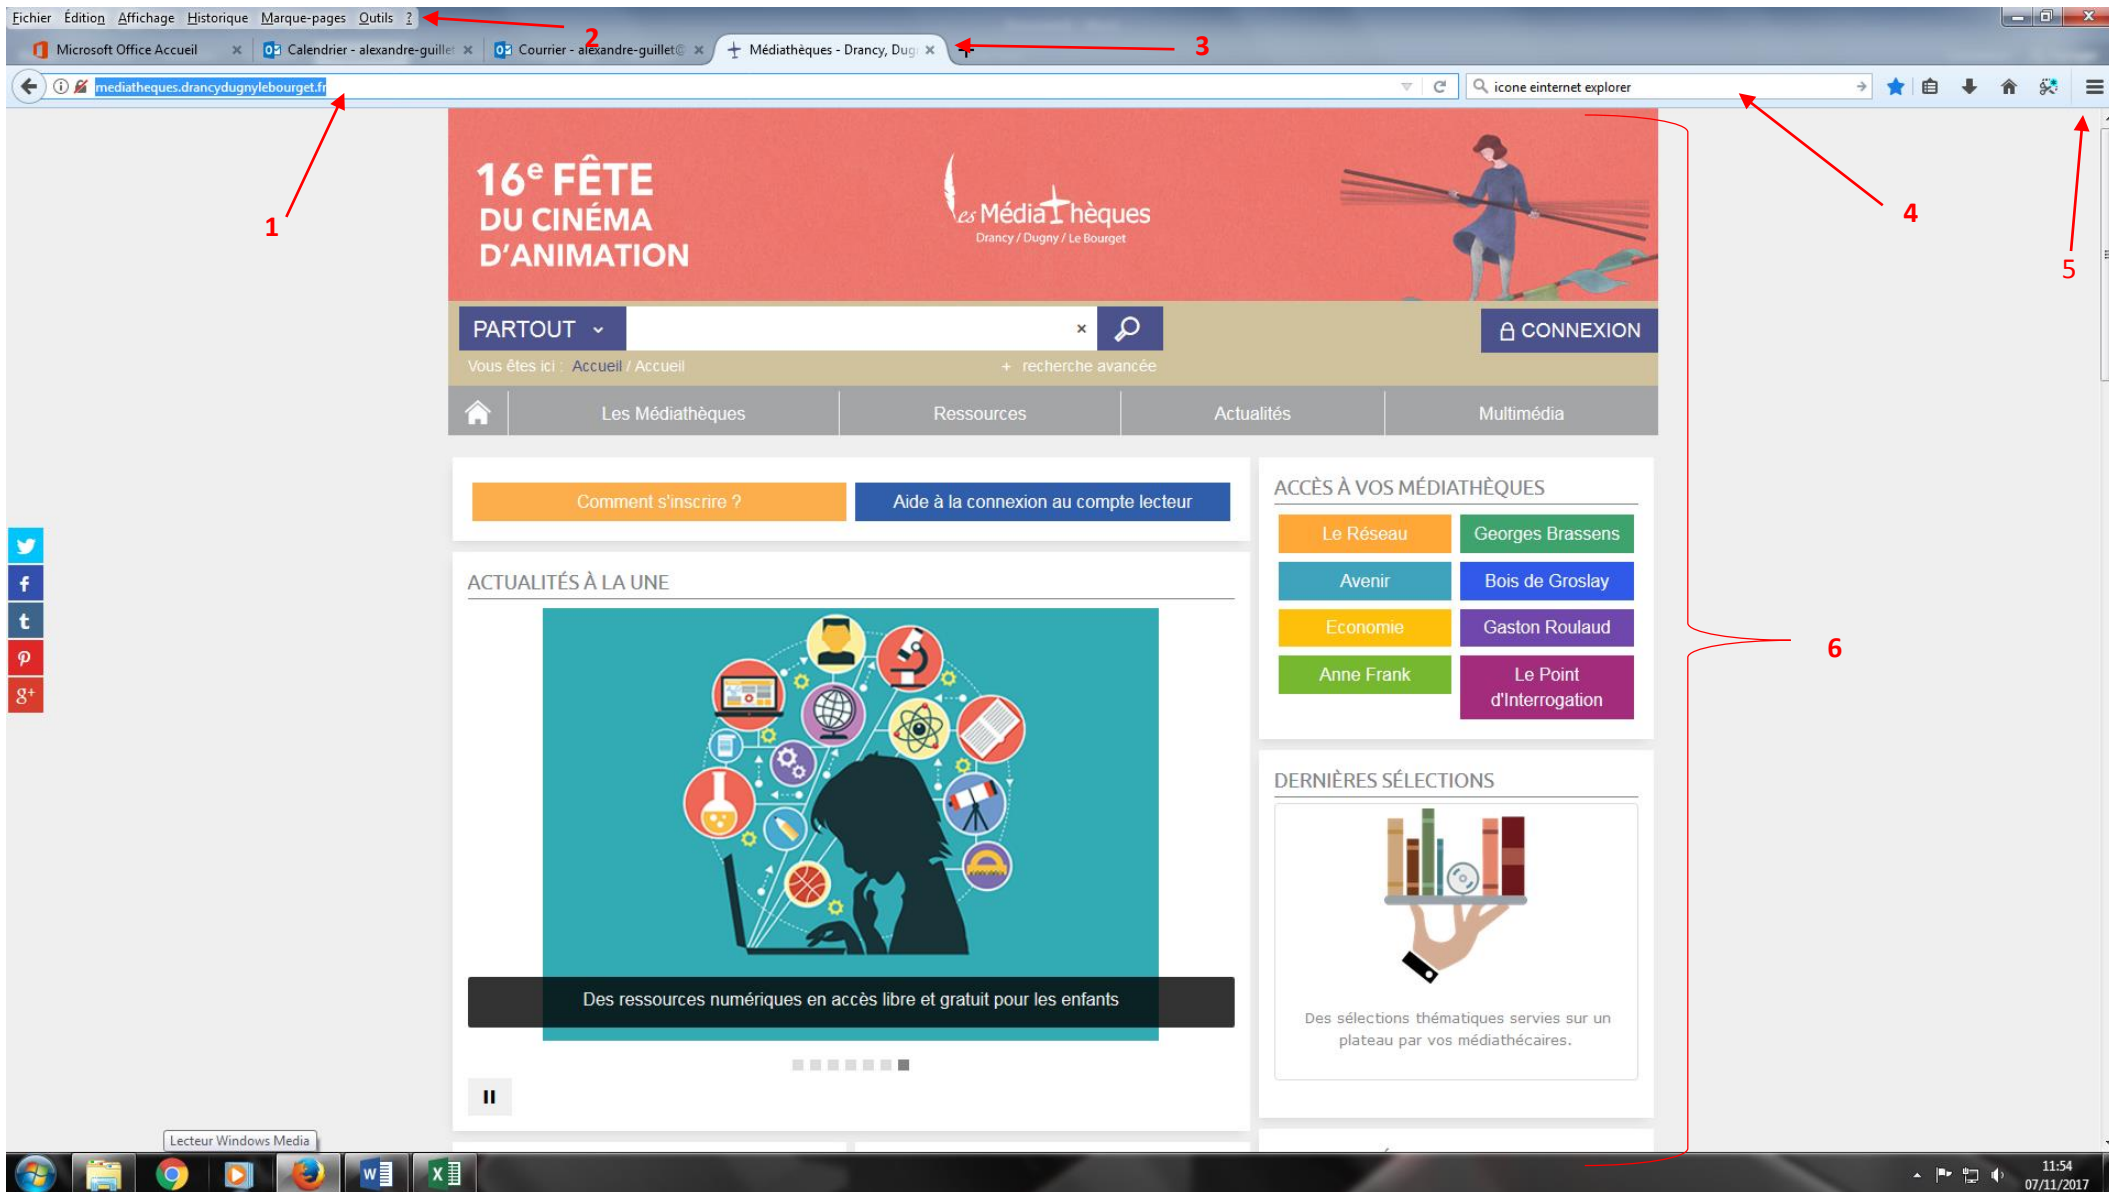 Fichier Édition Affichage Historique Marque-pages Outils ?
2
Microsoft Office Accueil Calendrier - alexandre-guillet Courrier - alexandre-guillet@ Médiathèques - Drancy, Dug
3
mediatheques.drancydugnylebourget.fr
icone einternet explorer
1
4
5
16e FÊTE
DU CINÉMA
D'ANIMATION
Les MédiaThèques
Drancy / Dugny / Le Bourget
PARTOUT
CONNEXION
Vous êtes ici : Accueil / Accueil
+ recherche avancée
Les Médiathèques Ressources Actualités Multimédia
Comment s'inscrire ?
Aide à la connexion au compte lecteur
ACTUALITÉS À LA UNE
Des ressources numériques en accès libre et gratuit pour les enfants
ACCÈS À VOS MÉDIATHÈQUES
Le Réseau
Georges Brassens
Avenir
Bois de Groslay
Economie
Gaston Roulaud
Anne Frank
Le Point
d'Interrogation
6
DERNIÈRES SÉLECTIONS
Des sélections thématiques servies sur un
plateau par vos médiathécaires.
Lecteur Windows Media
11:54
07/11/2017